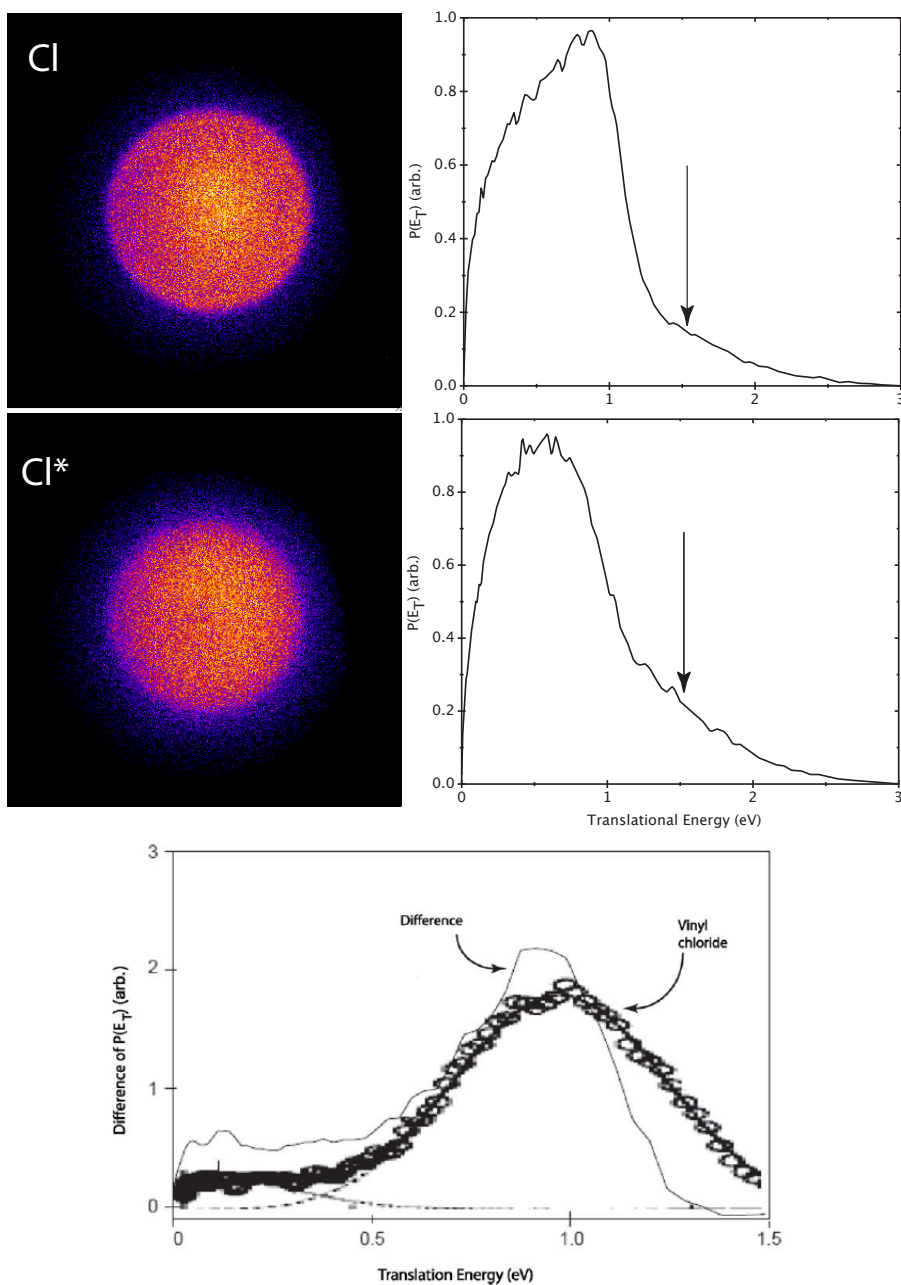 Cl
1.0
0.8
0.6
0.4
0.2
0.0
P(E_T) (arb.)
0
1
2
3
Cl*
1.0
0.8
0.6
0.4
0.2
0.0
P(E_T) (arb.)
0
1
2
3
Translational Energy (eV)
3
2
1
0
Difference of P(E_T) (arb.)
Difference
Vinyl
chloride
0
0.5
1.0
1.5
Translation Energy (eV)